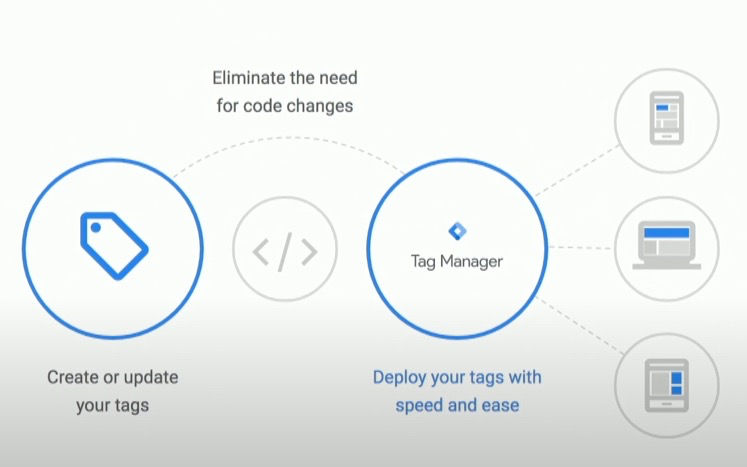 Eliminate the need
for code changes
</>
Tag Manager
Create or update
your tags
Deploy your tags with
speed and ease